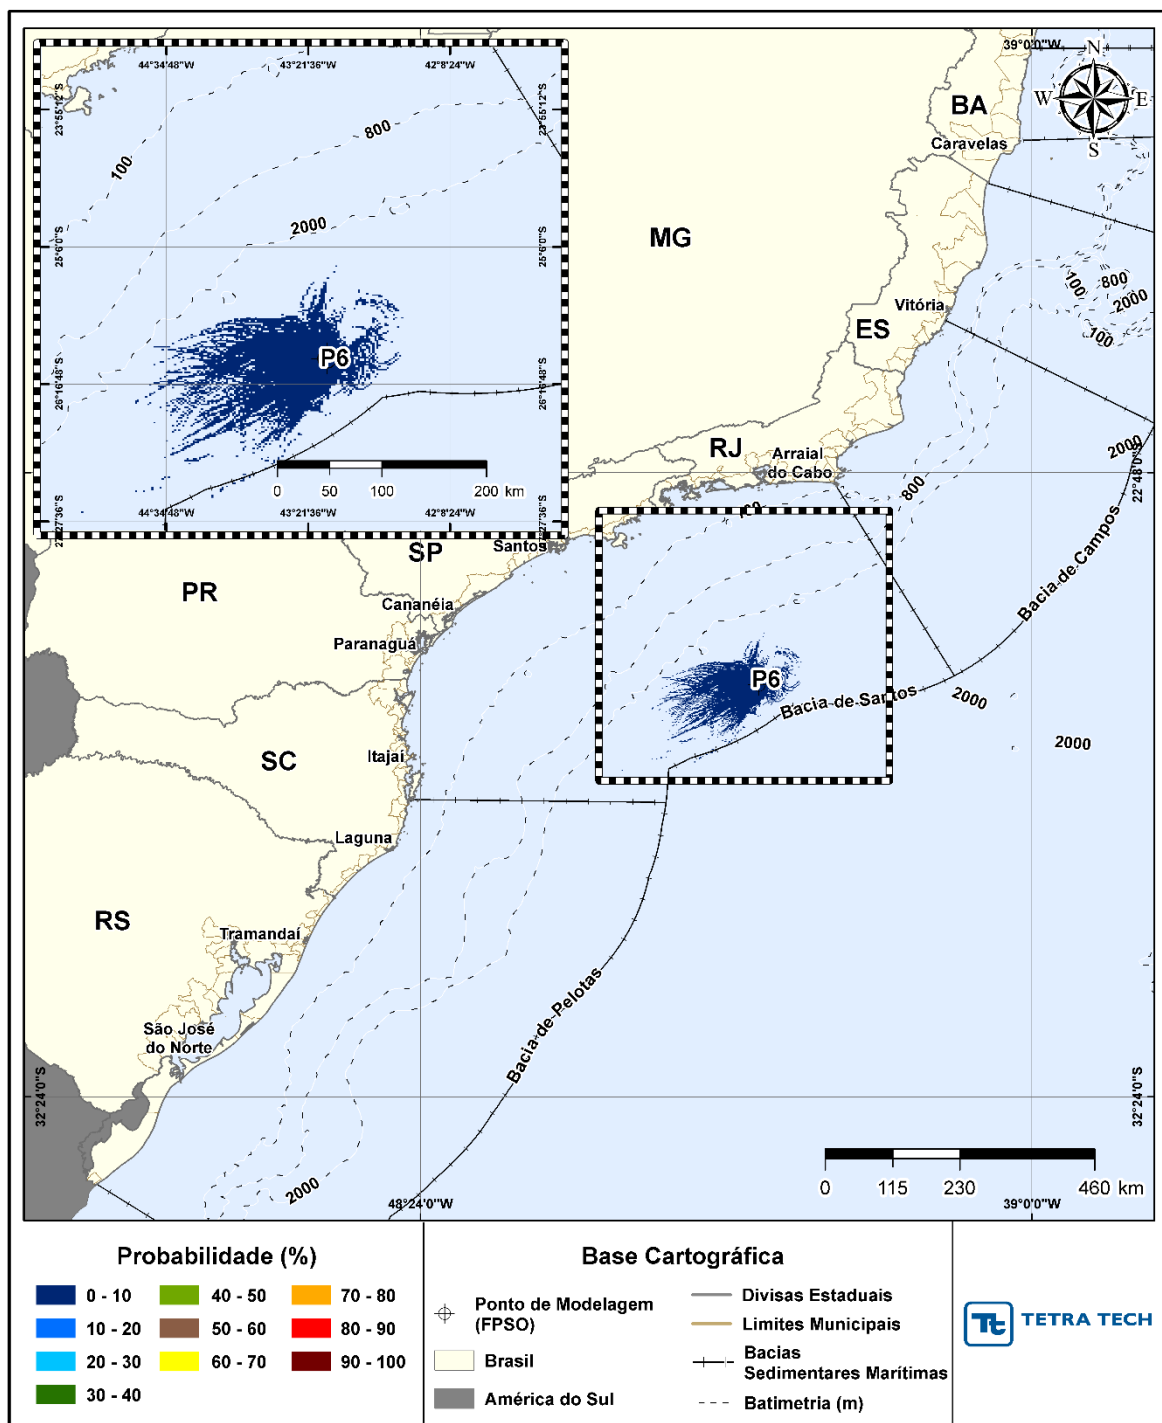 44°34'48"W
43°21'36"W
42°8'24"W
39°0'0"W
N
W
E
S
23°55'12"S
23°55'12"S
100
800
2000
25°6'0"S
25°6'0"S
P6
26°16'48"S
26°16'48"S
0 50 100 200 km
44°34'48"W
43°21'36"W
42°8'24"W
27°27'36"S
27°27'36"S
BA
Caravelas
MG
100
800
2000
100
Vitória
ES
RJ
Arraial
do Cabo
2000
22°48'0"S
800
Bacia de Campos
SP
Santos
PR
Cananéia
Paranaguá
P6
Bacia de Santos
2000
2000
SC
Itajaí
Laguna
RS
Tramandaí
São José
do Norte
Bacia de Pelotas
32°24'0"S
32°24'0"S
2000
48°24'0"W
39°0'0"W
0 115 230 460 km
Probabilidade (%)
0 - 10
10 - 20
20 - 30
30 - 40
40 - 50
50 - 60
60 - 70
70 - 80
80 - 90
90 - 100
Base Cartográfica
Ponto de Modelagem
(FPSO)
Brasil
América do Sul
Divisas Estaduais
Limites Municipais
Bacias
Sedimentares Marítimas
Batimetria (m)
Tt TETRA TECH